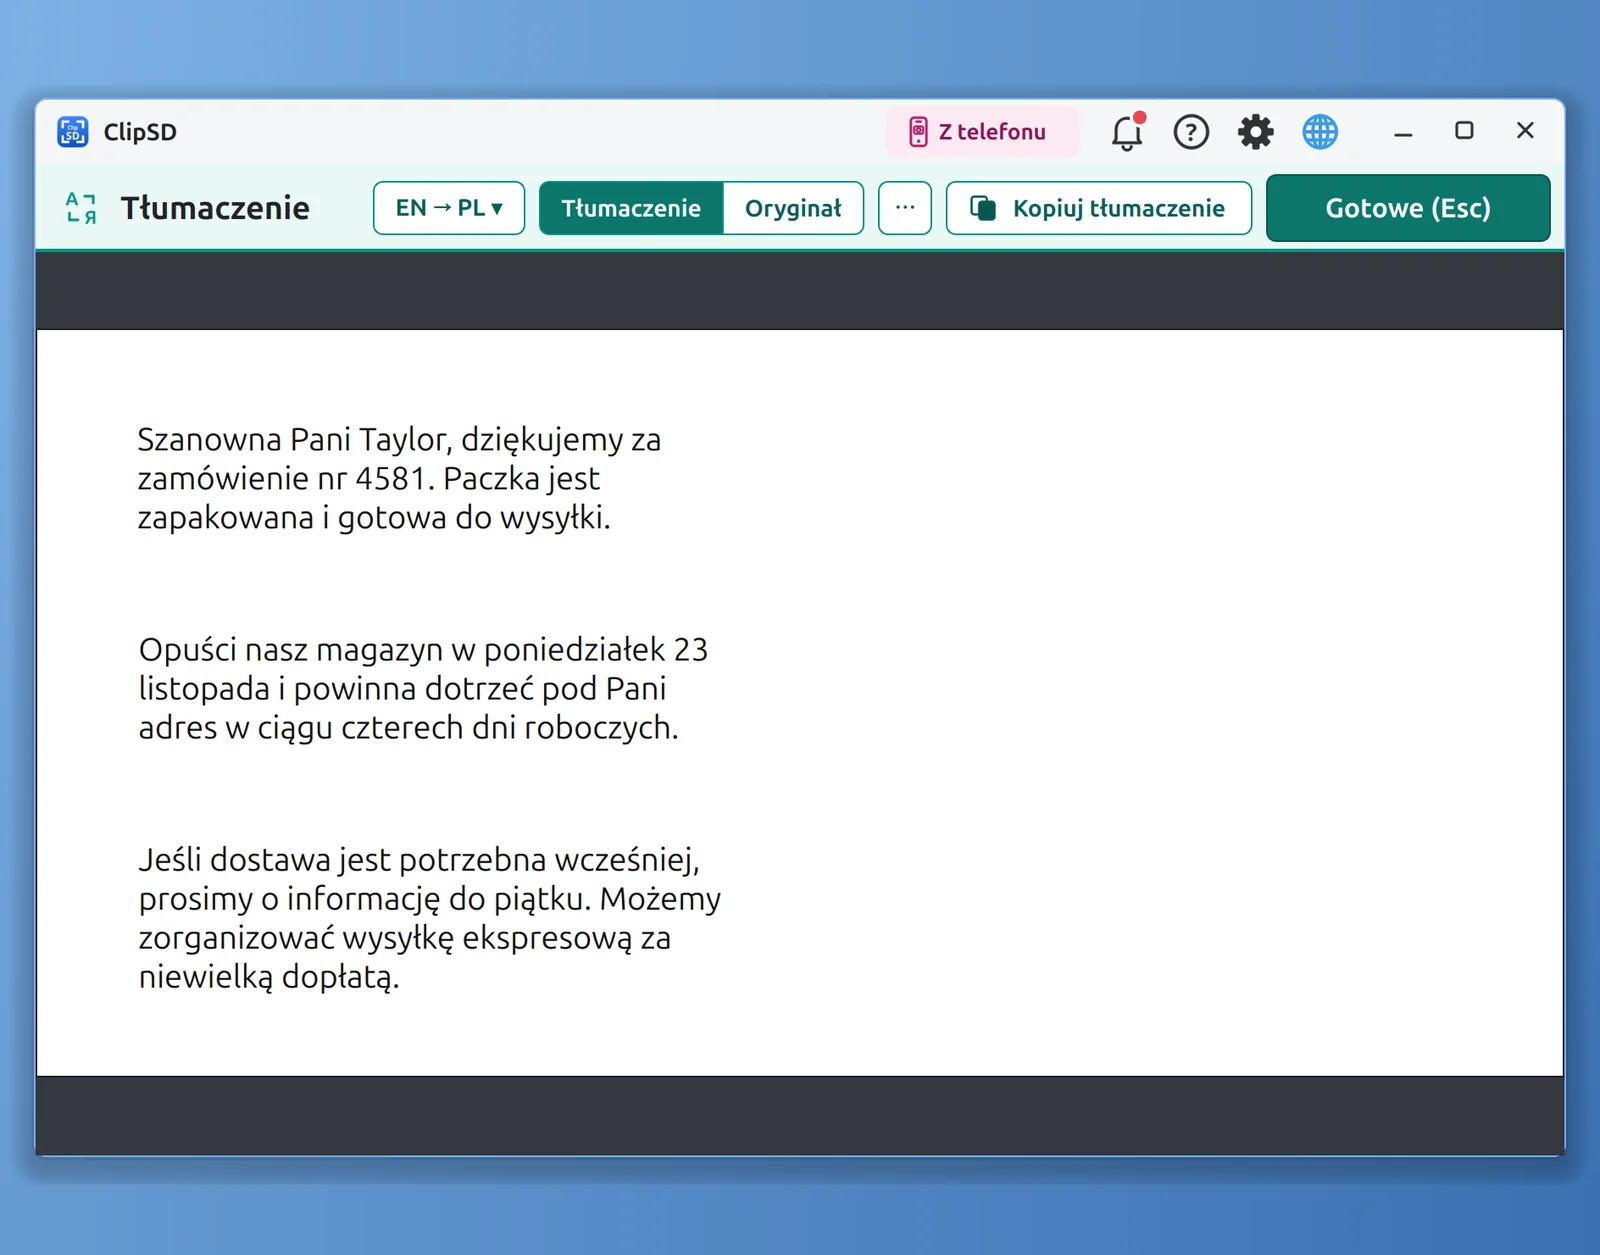 ClipSD
Z telefonu
Tłumaczenie
EN → PL ▾
Tłumaczenie
Oryginał
···
Kopiuj tłumaczenie
Gotowe (Esc)
Szanowna Pani Taylor, dziękujemy za
zamówienie nr 4581. Paczka jest
zapakowana i gotowa do wysyłki.
Opuści nasz magazyn w poniedziałek 23
listopada i powinna dotrzeć pod Pani
adres w ciągu czterech dni roboczych.
Jeśli dostawa jest potrzebna wcześniej,
prosimy o informację do piątku. Możemy
zorganizować wysyłkę ekspresową za
niewielką dopłatą.